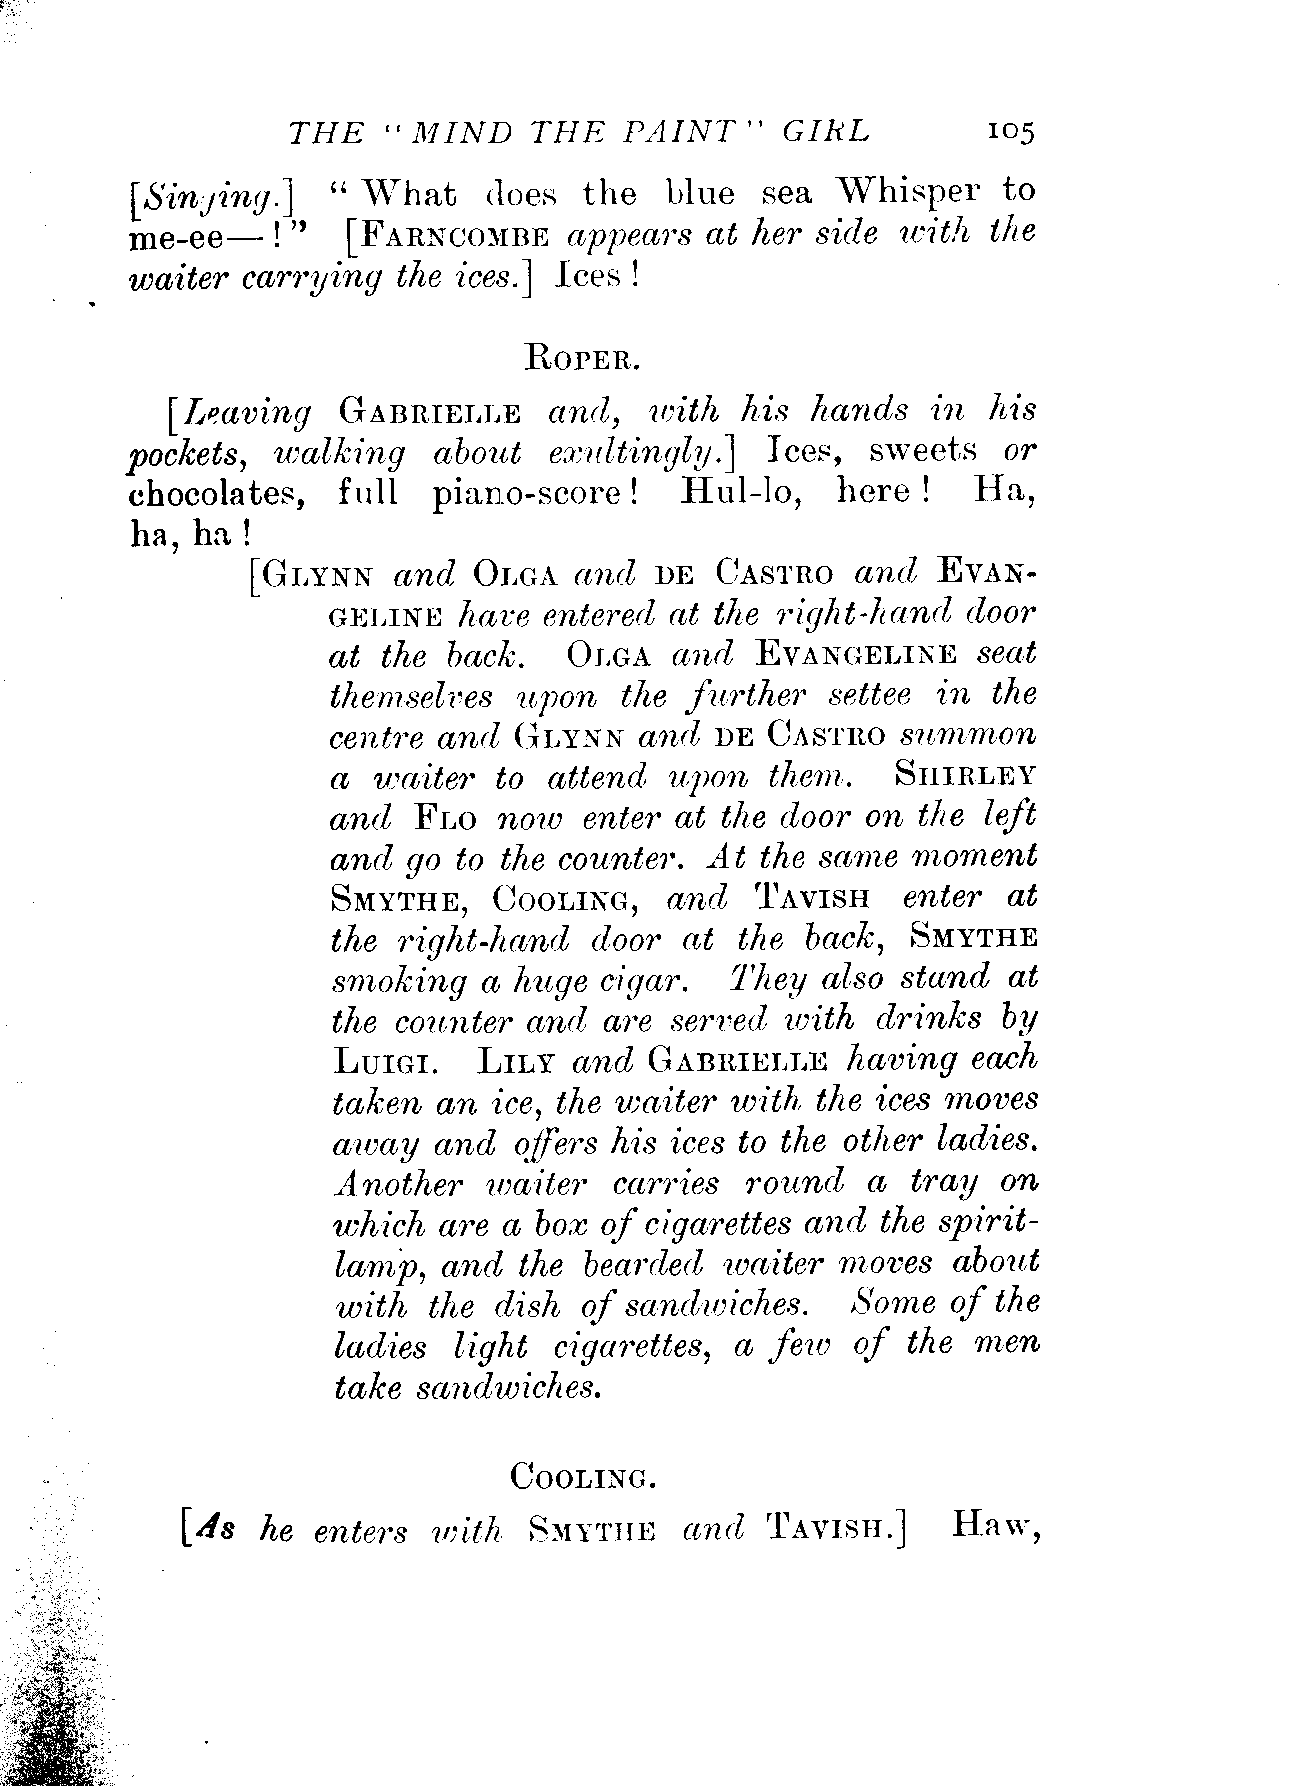 THE "MIND THE PAINT" GIRL 105
[Singing.] "What does the blue sea Whisper to
me-ee—!" [FARNCOMBE appears at her side with the
waiter carrying the ices.] Ices!
ROPER.
[Leaving GABRIELLE and, with his hands in his
pockets, walking about exultingly.] Ices, sweets or
chocolates, full piano-score! Hul-lo, here! Ha,
ha, ha!
[GLYNN and OLGA and DE CASTRO and EVAN-
GELINE have entered at the right-hand door
at the back. OLGA and EVANGELINE seat
themselves upon the further settee in the
centre and GLYNN and DE CASTRO summon
a waiter to attend upon them. SHIRLEY
and FLO now enter at the door on the left
and go to the counter. At the same moment
SMYTHE, COOLING, and TAVISH enter at
the right-hand door at the back, SMYTHE
smoking a huge cigar. They also stand at
the counter and are served with drinks by
LUIGI. LILY and GABRIELLE having each
taken an ice, the waiter with the ices moves
away and offers his ices to the other ladies.
Another waiter carries round a tray on
which are a box of cigarettes and the spirit-
lamp, and the bearded waiter moves about
with the dish of sandwiches. Some of the
ladies light cigarettes, a few of the men
take sandwiches.
COOLING.
[As he enters with SMYTHE and TAVISH.] Haw,